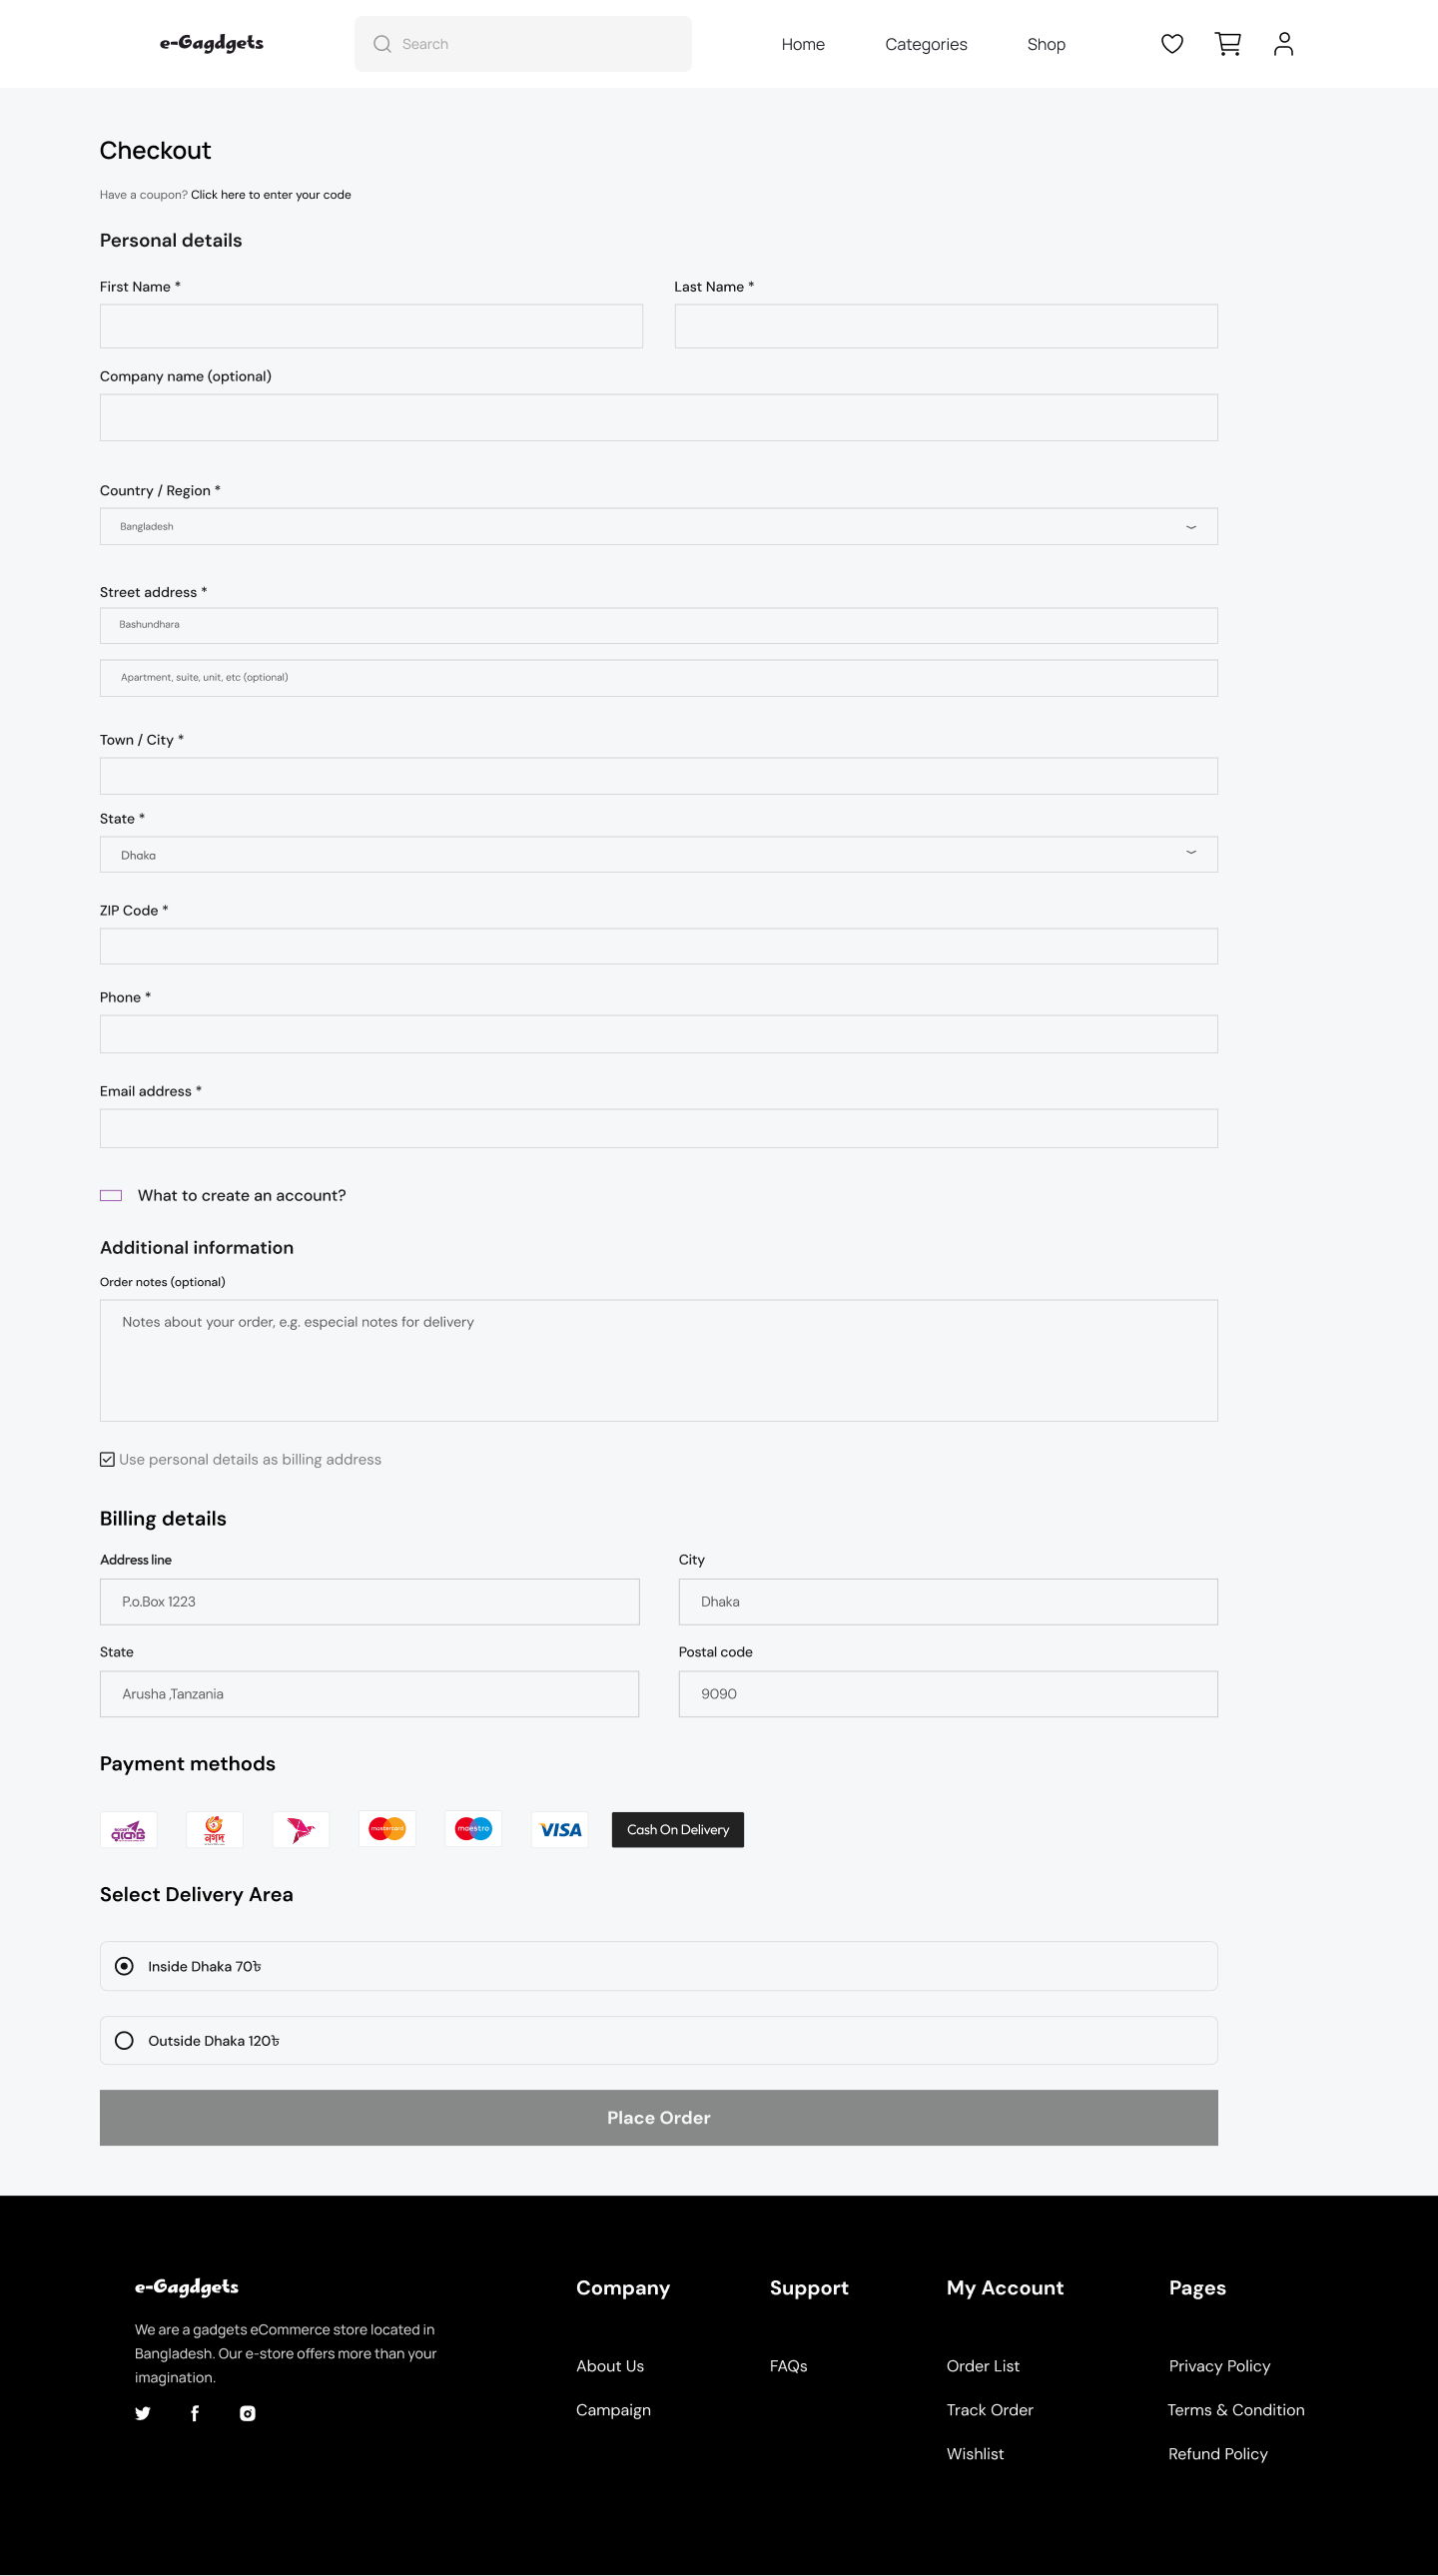 e-Gagdgets
Search
Home
Categories
Shop
Checkout
Have a coupon? Click here to enter your code
Personal details
First Name *
Last Name *
Company name (optional)
Country / Region *
Bangladesh
Street address *
Bashundhara
Apartment, suite, unit, etc (optional)
Town / City *
State *
Dhaka
ZIP Code *
Phone *
Email address *
What to create an account?
Additional information
Order notes (optional)
Notes about your order, e.g. especial notes for delivery
Use personal details as billing address
Billing details
Address line
City
P.o.Box 1223
Dhaka
State
Postal code
Arusha ,Tanzania
9090
Payment methods
রকেট
নগদ
mastercard
maestro
VISA
Cash On Delivery
Select Delivery Area
Inside Dhaka 70৳
Outside Dhaka 120৳
Place Order
e-Gagdgets
We are a gadgets eCommerce store located in
Bangladesh. Our e-store offers more than your
imagination.
Company
About Us
Campaign
Support
FAQs
My Account
Order List
Track Order
Wishlist
Pages
Privacy Policy
Terms & Condition
Refund Policy